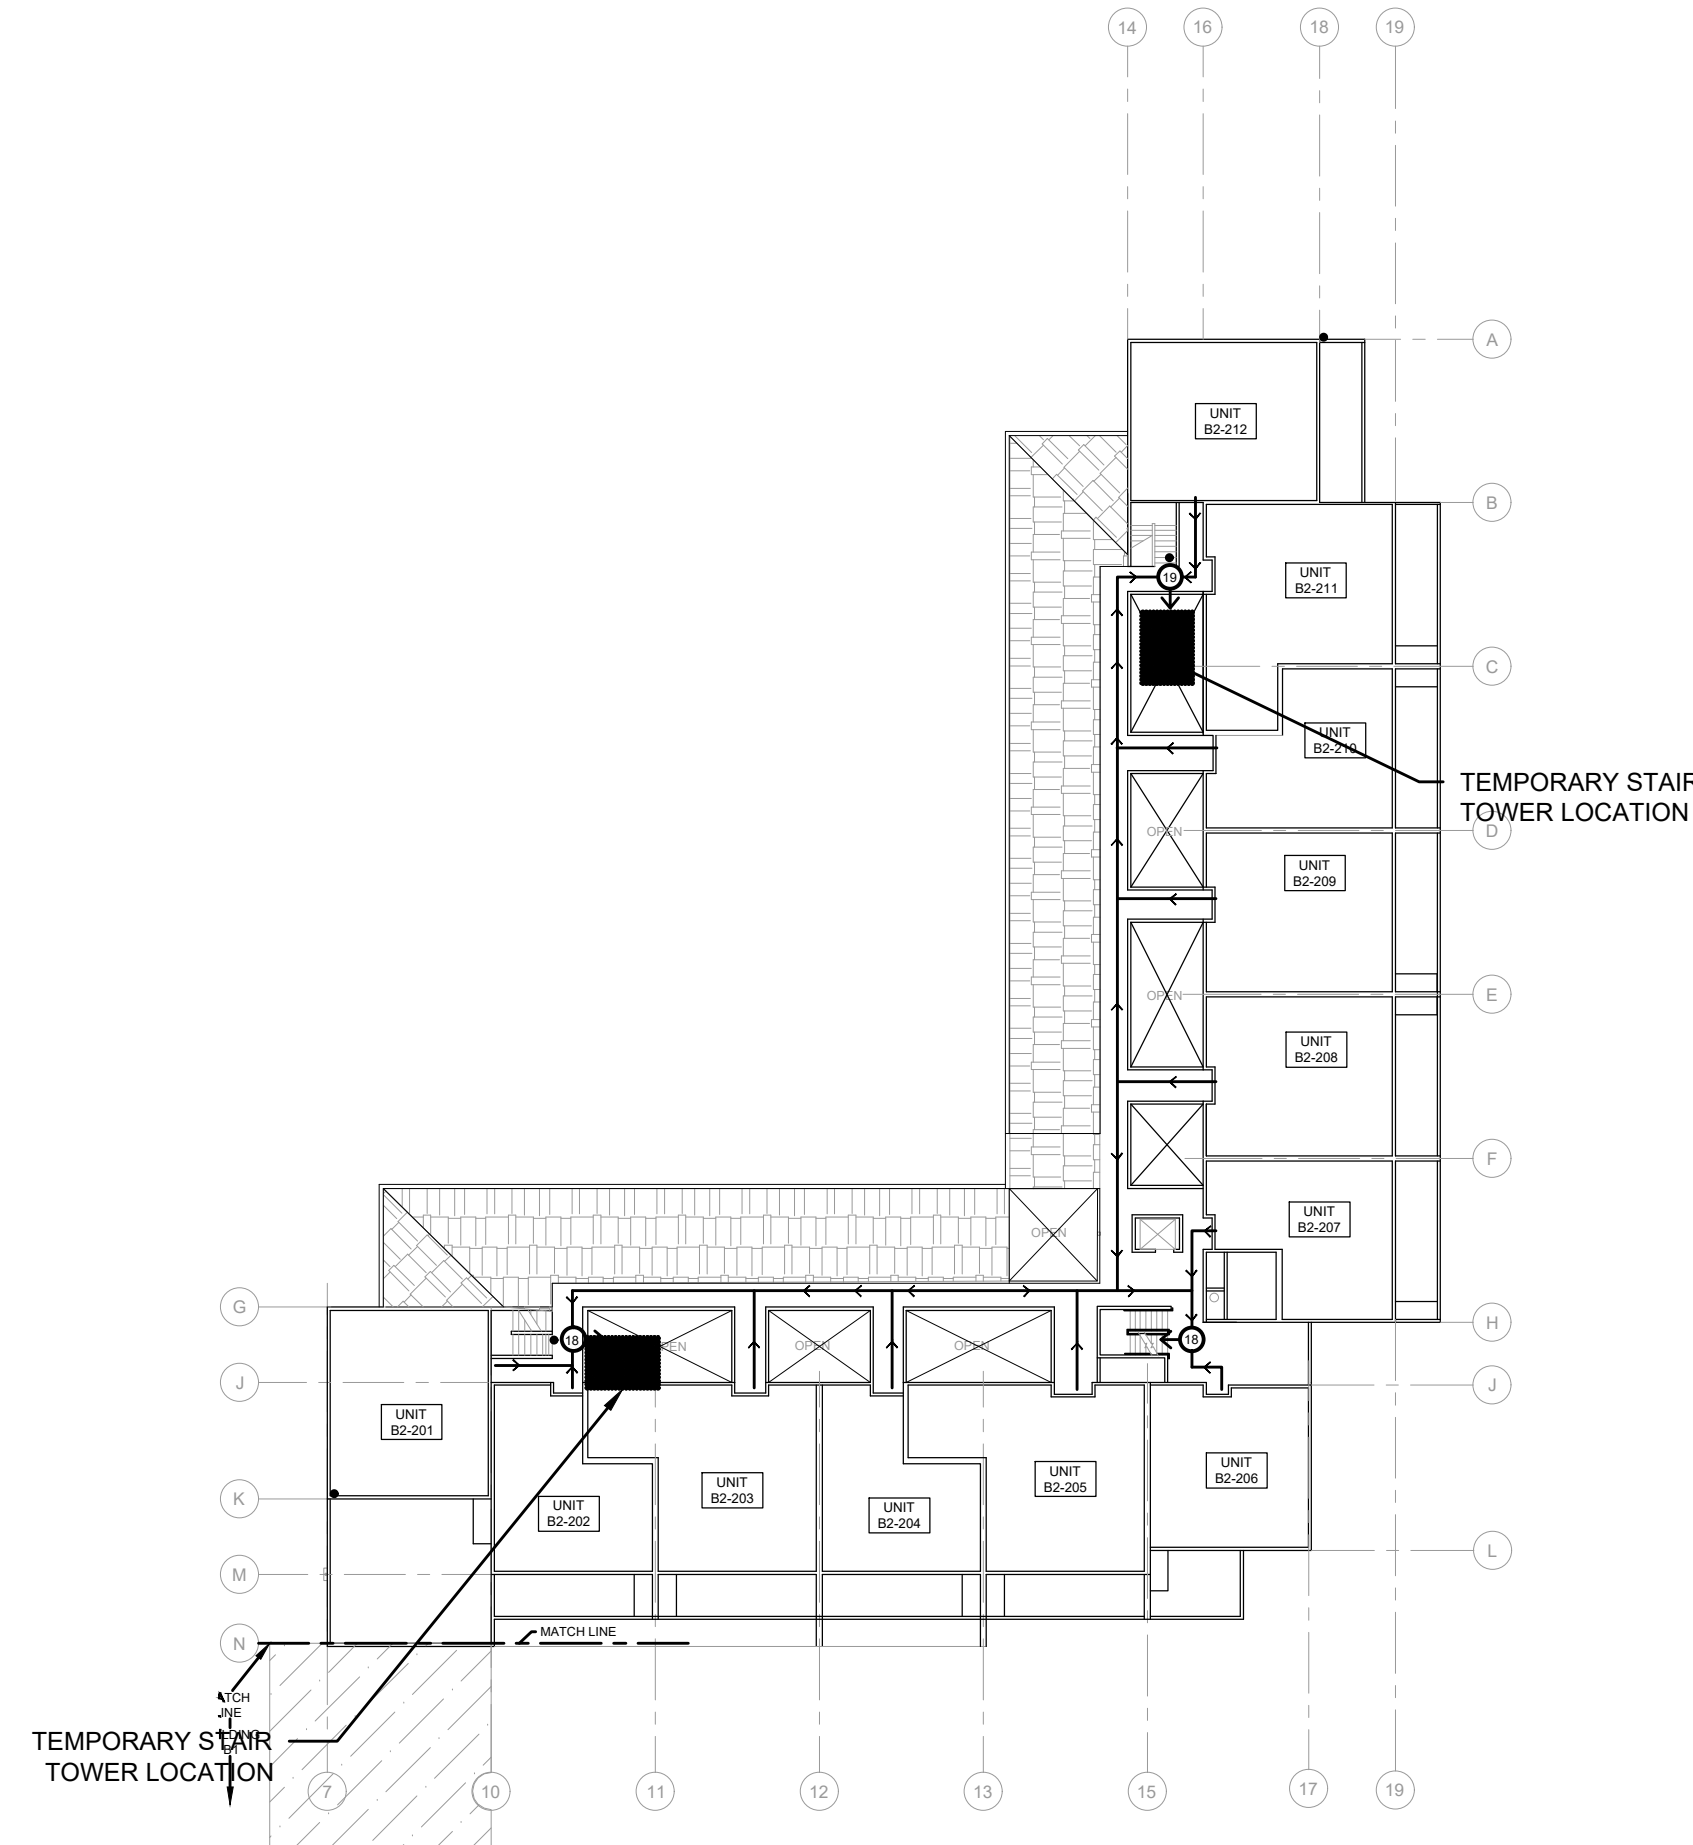 14 16 18 19
A
UNIT
B2-212
B
UNIT
B2-211
19
C
UNIT
B2-210
TEMPORARY STAIR
TOWER LOCATION
OPEN
D
UNIT
B2-209
OPEN
E
UNIT
B2-208
F
UNIT
B2-207
OPEN
G
H
18
OPEN
OPEN
OPEN
18
J
J
UNIT
B2-201
UNIT
B2-206
UNIT
B2-205
UNIT
B2-203
K
UNIT
B2-202
UNIT
B2-204
L
M
N
MATCH LINE
TEMPORARY STAIR
TOWER LOCATION
7 10 11 12 13 15 17 19